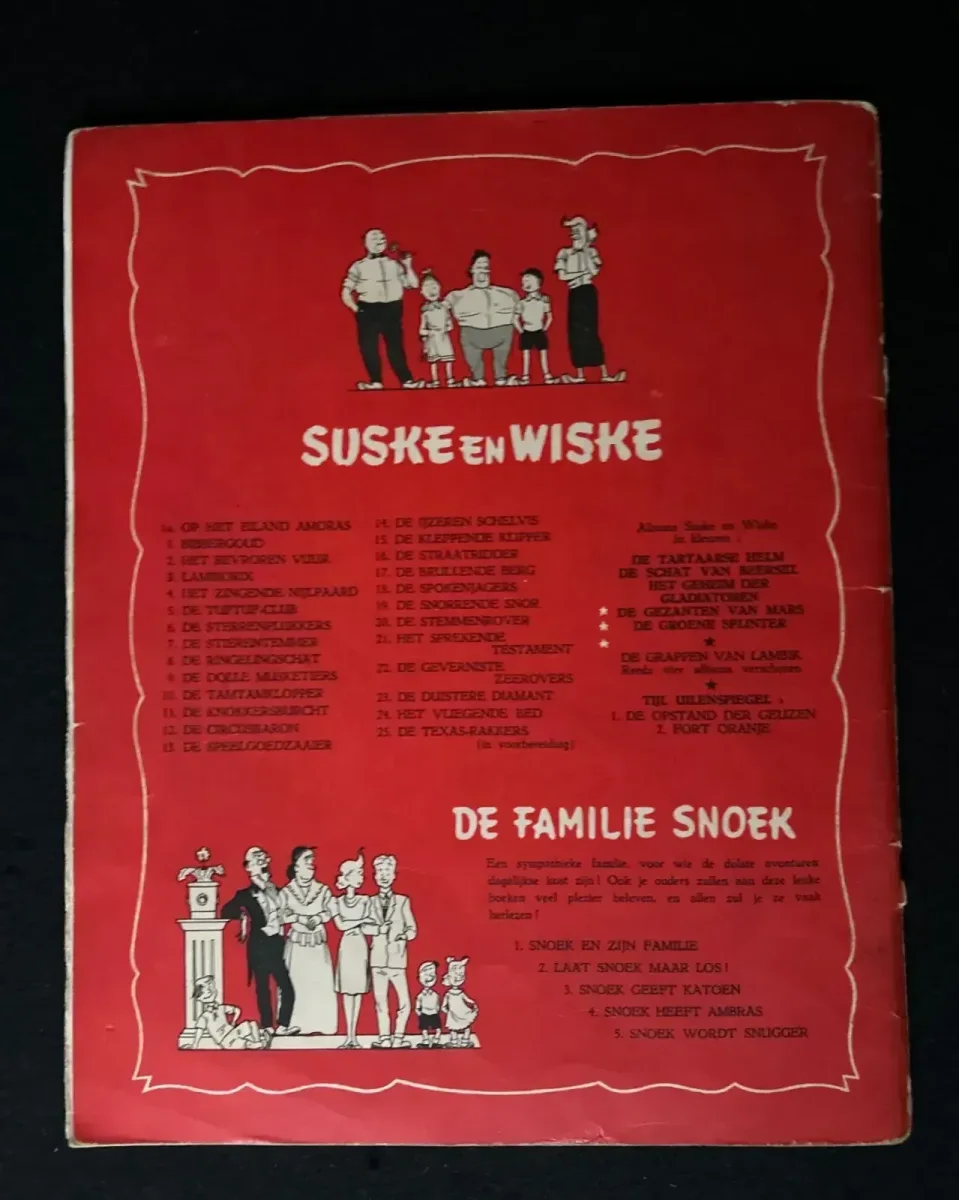 SUSKE EN WISKE
1a. OP HET EILAND AMORAS
1. BIBBERGOUD
2. HET BEVROREN VUUR
3. LAMBIORIX
4. HET ZINGENDE NIJLPAARD
5. DE TUFTUF-CLUB
6. DE STERRENPLUKKERS
7. DE STIERENTEMMER
8. DE RINGELINGSCHAT
9. DE DOLLE MUSKETIERS
10. DE TAMTAMKLOPPER
11. DE KNOKKERSBURCHT
12. DE CIRCUSBARON
13. DE SPEELGOEDZAAIER
14. DE IJZEREN SCHELVIS
15. DE KLEPPENDE KLIPPER
16. DE STRAATRIDDER
17. DE BRULLENDE BERG
18. DE SPOKENJAGERS
19. DE SNORRENDE SNOR
20. DE STEMMENROVER
21. HET SPREKENDE
TESTAMENT
22. DE GEVERNISTE
ZEEROVERS
23. DE DUISTERE DIAMANT
24. HET VLIEGENDE BED
25. DE TEXAS-RAKKERS
(in voorbereiding)
Albums Suske en Wiske
in kleuren :
DE TARTAARSE HELM
DE SCHAT VAN BEERSEL
HET GEHEIM DER
GLADIATOREN
DE GEZANTEN VAN MARS
DE GROENE SPLINTER
DE GRAPPEN VAN LAMBIK
Reeds vier albums verschenen
TIJL UILENSPIEGEL :
1. DE OPSTAND DER GEUZEN
2. FORT ORANJE
DE FAMILIE SNOEK
Een sympathieke familie, voor wie de dolste avonturen
dagelijkse kost zijn! Ook je ouders zullen aan deze leuke
boeken veel plezier beleven, en allen zul je ze vaak
herlezen!
1. SNOEK EN ZIJN FAMILIE
2. LAAT SNOEK MAAR LOS!
3. SNOEK GEEFT KATOEN
4. SNOEK HEEFT AMBRAS
5. SNOEK WORDT SNUGGER